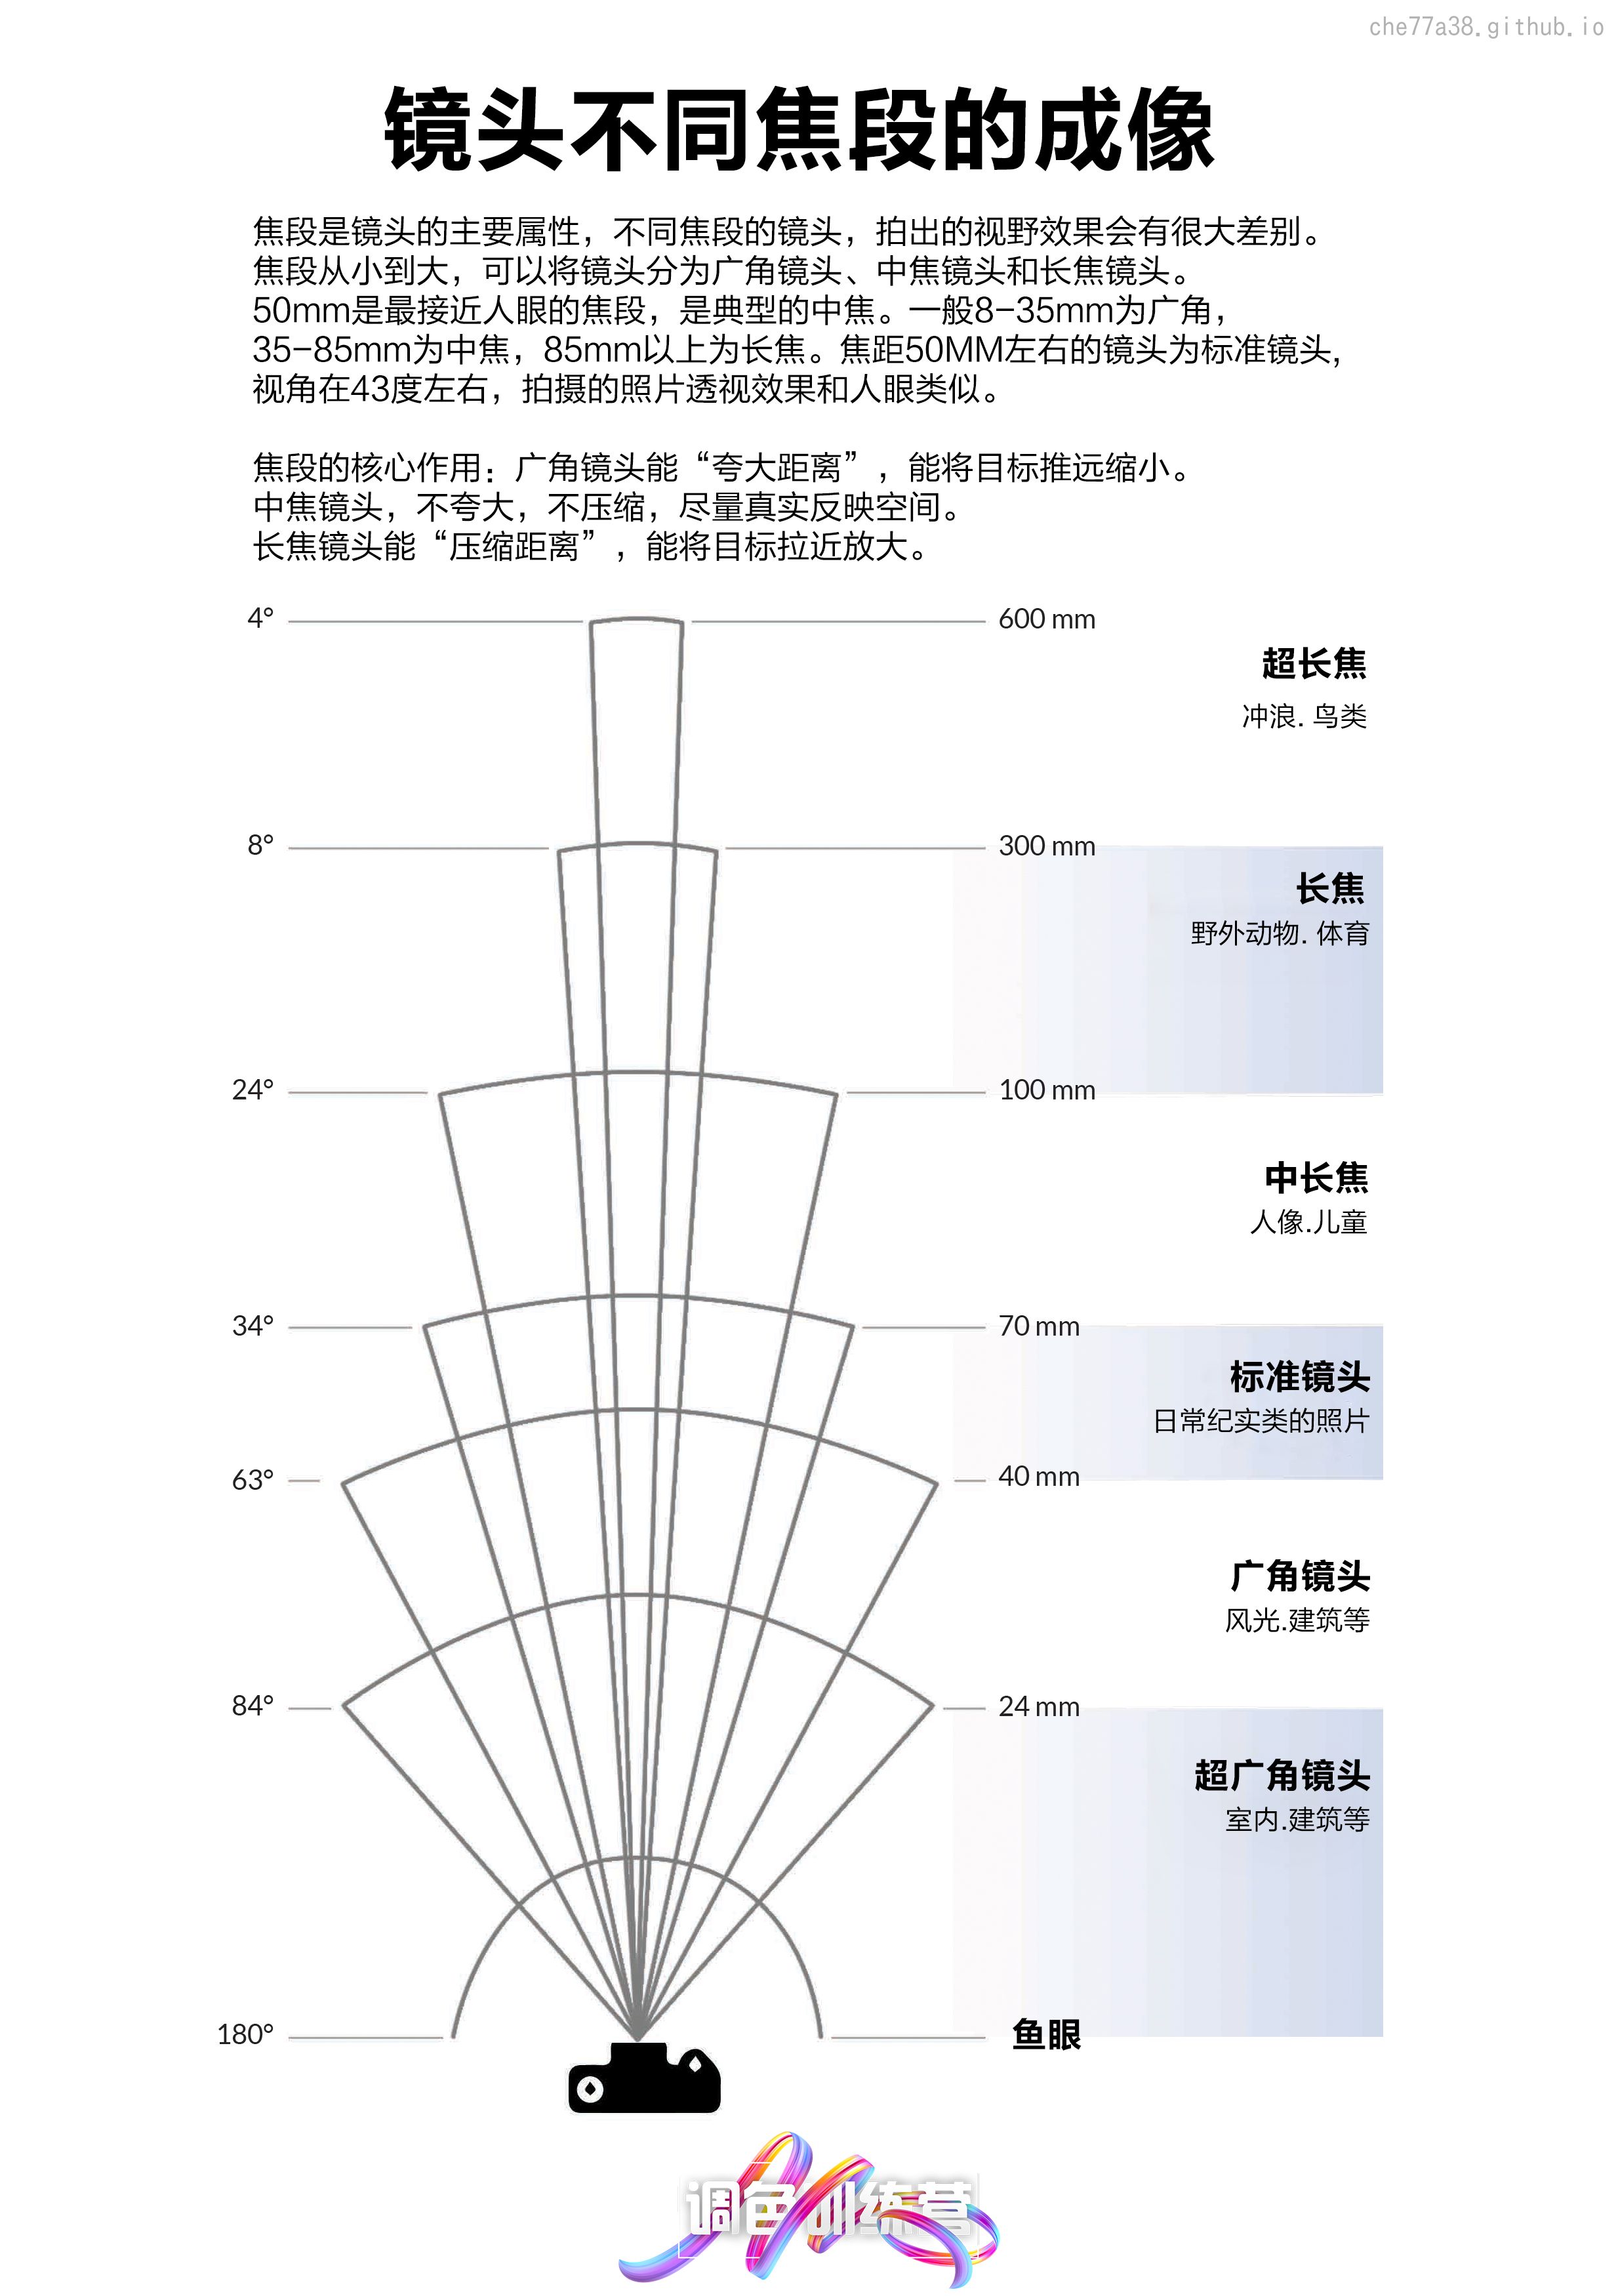 che77a38.github.io
镜头不同焦段的成像
焦段是镜头的主要属性，不同焦段的镜头，拍出的视野效果会有很大差别。
焦段从小到大，可以将镜头分为广角镜头、中焦镜头和长焦镜头。
50mm是最接近人眼的焦段，是典型的中焦。一般8-35mm为广角，
35-85mm为中焦，85mm以上为长焦。焦距50MM左右的镜头为标准镜头，
视角在43度左右，拍摄的照片透视效果和人眼类似。
焦段的核心作用：广角镜头能“夸大距离”，能将目标推远缩小。
中焦镜头，不夸大，不压缩，尽量真实反映空间。
长焦镜头能“压缩距离”，能将目标拉近放大。
4° 600 mm
超长焦
冲浪. 鸟类
8° 300 mm
长焦
野外动物. 体育
24° 100 mm
中长焦
人像.儿童
34° 70 mm
标准镜头
日常纪实类的照片
63° 40 mm
广角镜头
风光.建筑等
84° 24 mm
超广角镜头
室内.建筑等
180° 鱼眼
调色训练营